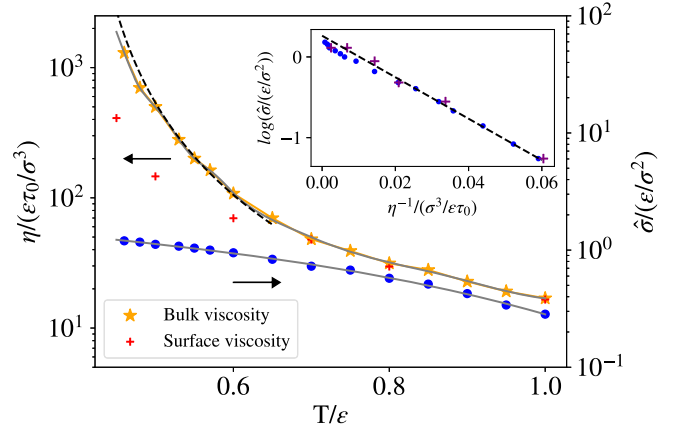 10³
10²
10¹
η/(ετ₀/σ³)
0.6
0.8
1.0
T/ε
10²
10¹
10⁰
10⁻¹
σ̂/(ε/σ²)
Bulk viscosity
Surface viscosity
0
−1
log(σ̂/(ε/σ²))
0.00
0.02
0.04
0.06
η⁻¹/(σ³/ετ₀)